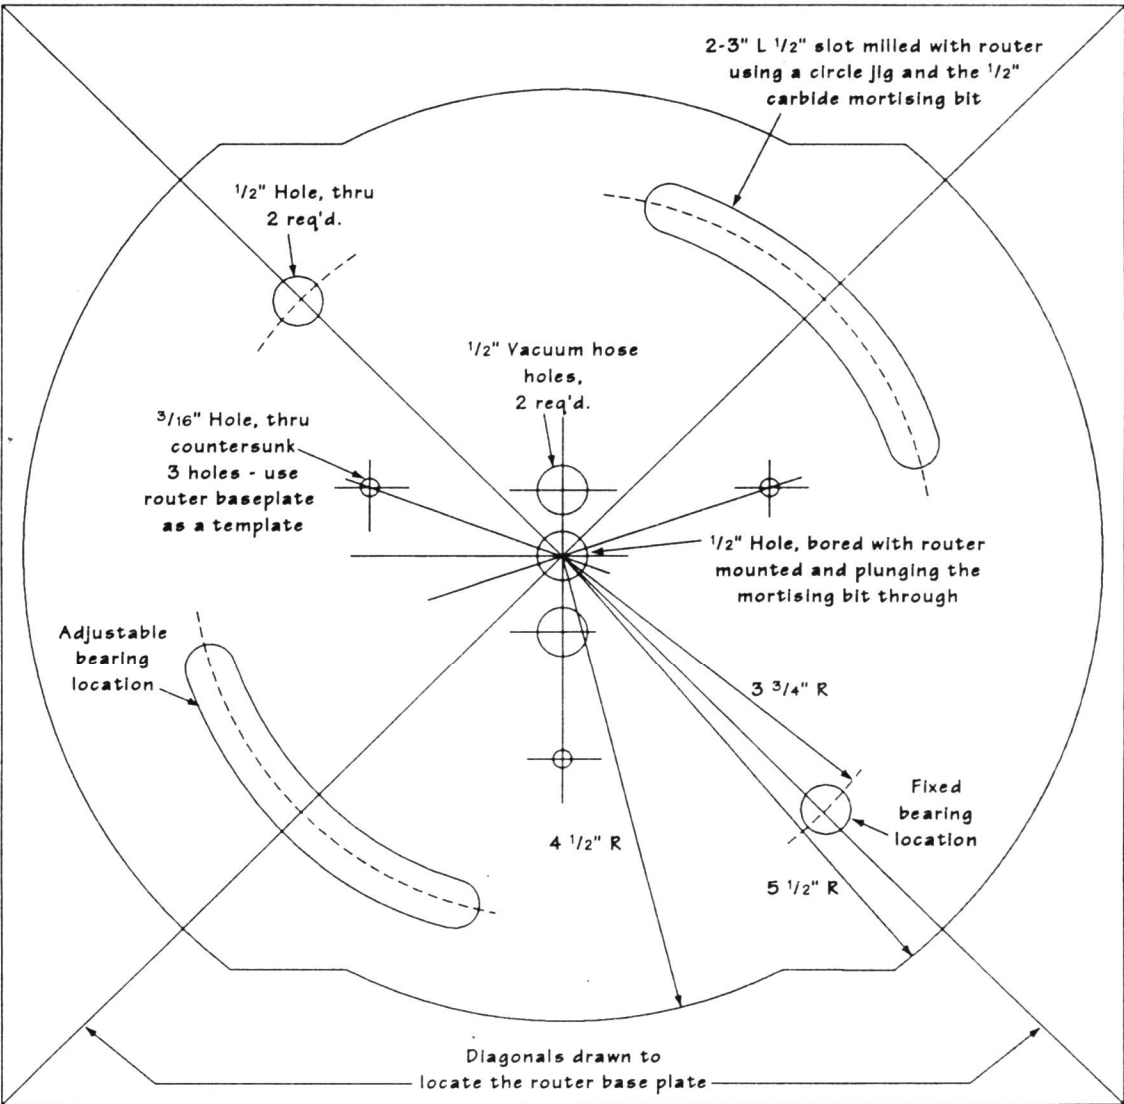 2-3" L 1/2" slot milled with router
using a circle jig and the 1/2"
carbide mortising bit
1/2" Hole, thru
2 req'd.
1/2" Vacuum hose
holes,
2 req'd.
3/16" Hole, thru
countersunk
3 holes - use
router baseplate
as a template
1/2" Hole, bored with router
mounted and plunging the
mortising bit through
Adjustable
bearing
location
3 3/4" R
Fixed
bearing
location
4 1/2" R
5 1/2" R
Diagonals drawn to
locate the router base plate